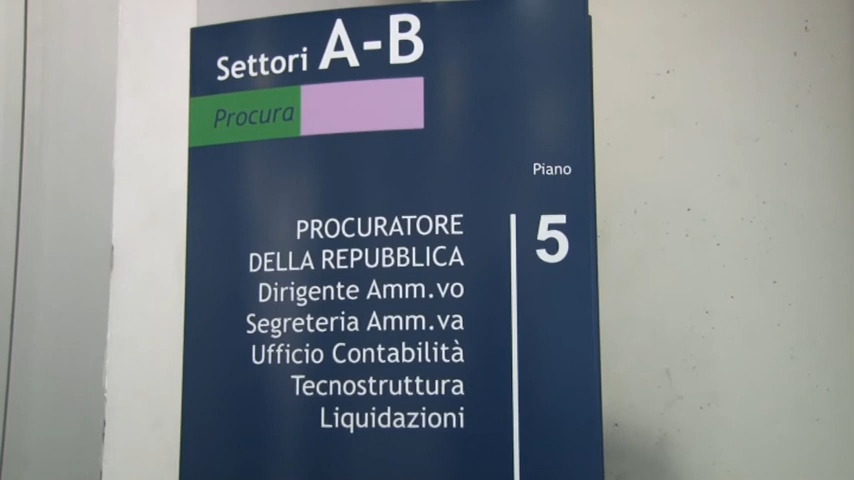 Settori A-B
Procura
Piano
PROCURATORE 5
DELLA REPUBBLICA
Dirigente Amm.vo
Segreteria Amm.va
Ufficio Contabilità
Tecnostruttura
Liquidazioni